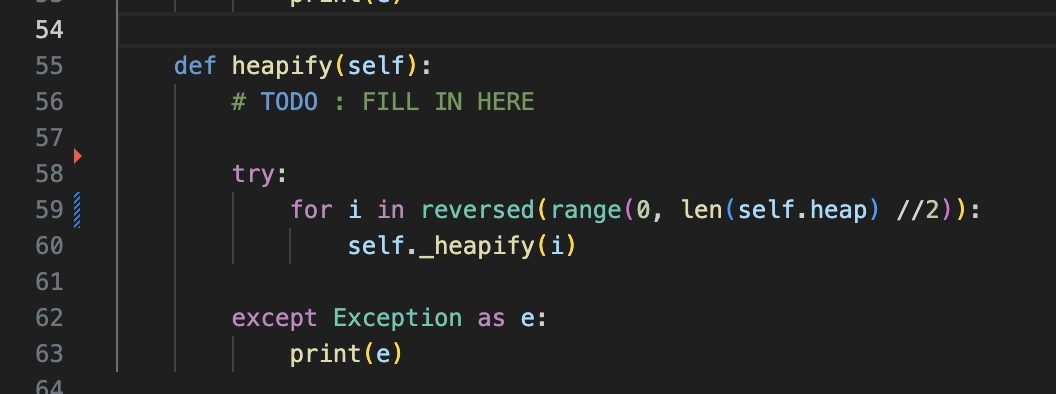 print(e)
54
55 def heapify(self):
56 # TODO : FILL IN HERE
57
58 try:
59 for i in reversed(range(0, len(self.heap) //2)):
60 self._heapify(i)
61
62 except Exception as e:
63 print(e)
64